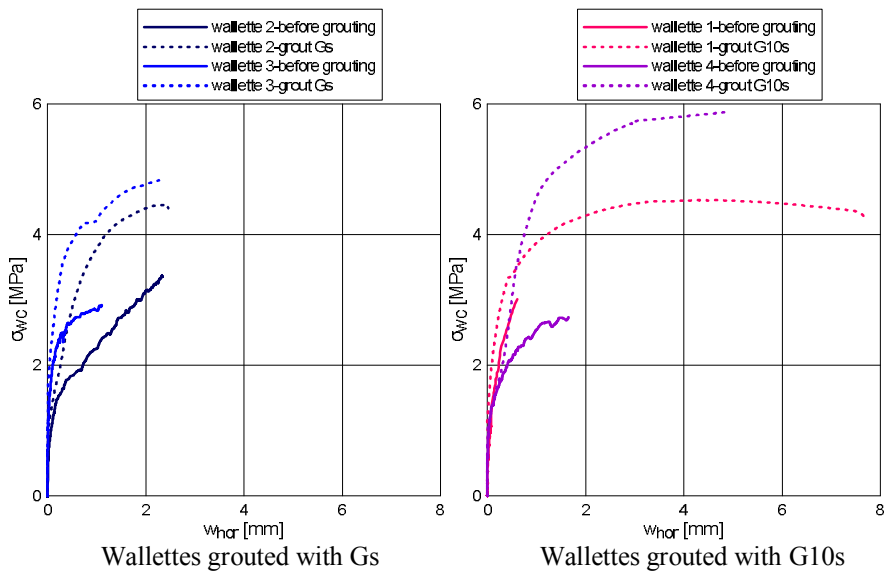 wallette 2-before grouting
wallette 2-grout Gs
wallette 3-before grouting
wallette 3-grout Gs
6
4
2
0
σwc [MPa]
0 2 4 6 8
whor [mm]
Wallettes grouted with Gs
wallette 1-before grouting
wallette 1-grout G10s
wallette 4-before grouting
wallette 4-grout G10s
6
4
2
0
σwc [MPa]
0 2 4 6 8
whor [mm]
Wallettes grouted with G10s